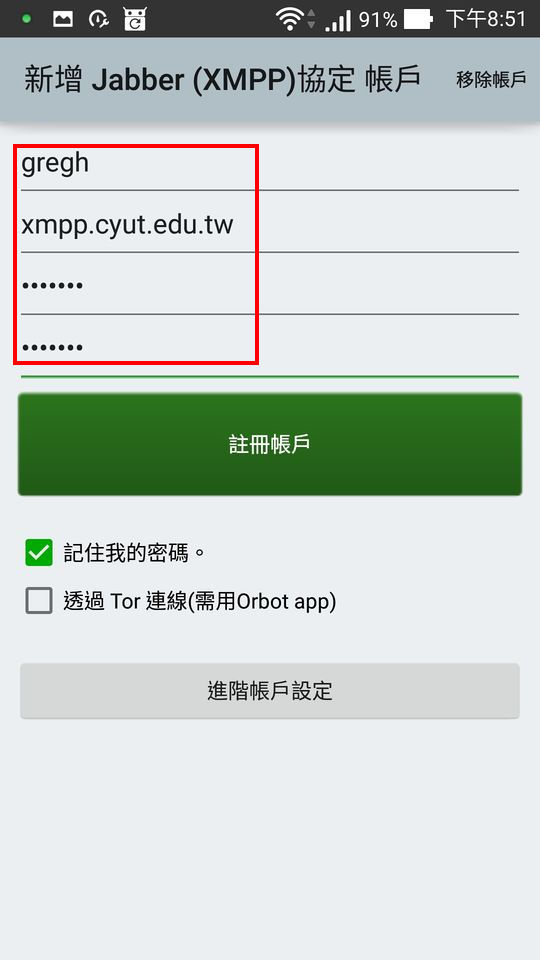 91% 下午8:51
新增 Jabber (XMPP)協定 帳戶 移除帳戶
gregh
xmpp.cyut.edu.tw
•••••••
•••••••
註冊帳戶
記住我的密碼。
透過 Tor 連線(需用Orbot app)
進階帳戶設定